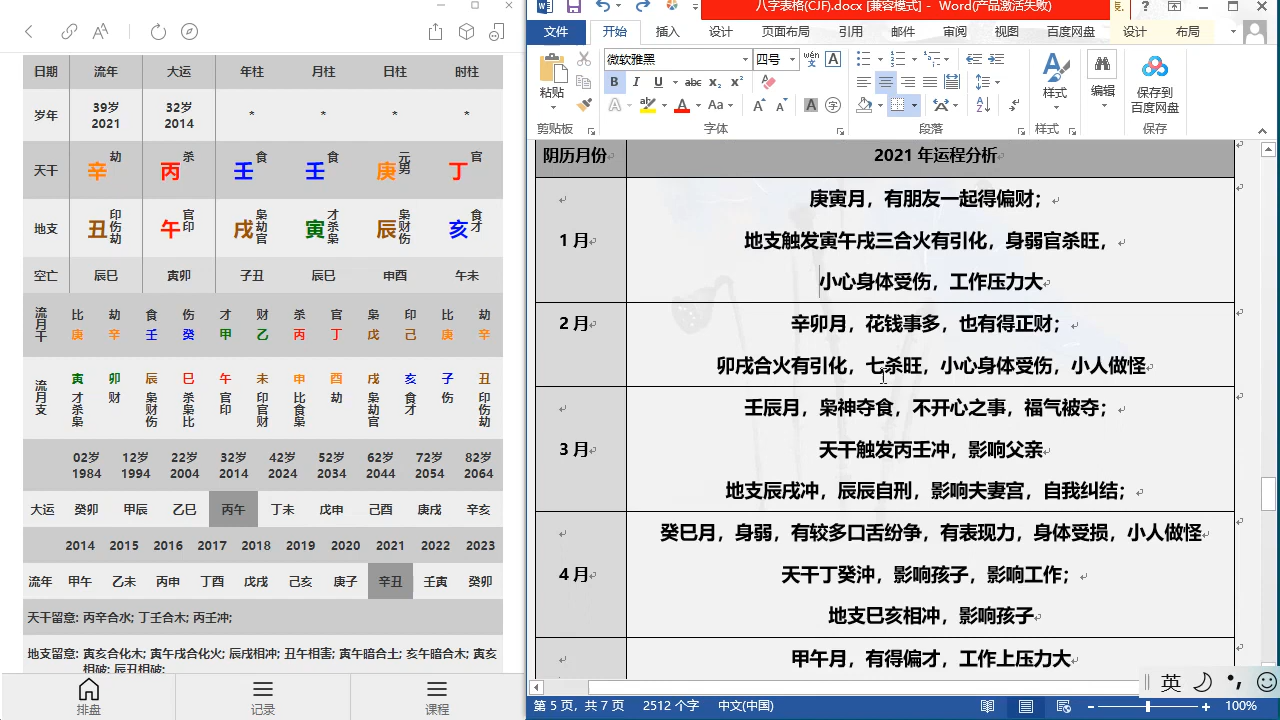 日期 流年 大运 年柱 月柱 日柱 时柱
岁年 39岁 32岁 * * * *
2021 2014
天干 辛 劫 丙 杀 壬 食 壬 食 庚 元男 丁 官
地支 丑 印伤劫 午 官印 戌 枭劫官 寅 才杀枭 辰 枭财伤 亥 食才
空亡 辰巳 寅卯 子丑 辰巳 申酉 午未
流月干 比 劫 食 伤 才 财 杀 官 枭 印 比 劫
庚 辛 壬 癸 甲 乙 丙 丁 戊 己 庚 辛
流月支 寅 卯 辰 巳 午 未 申 酉 戌 亥 子 丑
才杀枭 财 枭财伤 杀枭比 官印 印官财 比食枭 劫 枭劫官 食才 伤 印伤劫
02岁 12岁 22岁 32岁 42岁 52岁 62岁 72岁 82岁
1984 1994 2004 2014 2024 2034 2044 2054 2064
大运 癸卯 甲辰 乙巳 丙午 丁未 戊申 己酉 庚戌 辛亥
2014 2015 2016 2017 2018 2019 2020 2021 2022 2023
流年 甲午 乙未 丙申 丁酉 戊戌 己亥 庚子 辛丑 壬寅 癸卯
天干留意: 丙辛合水; 丁壬合木; 丙壬冲;
地支留意: 寅亥合化木; 寅午戌合化火; 辰戌相冲; 丑午相害; 寅午暗合土; 亥午暗合木; 寅亥
相破; 辰丑相破;
排盘 记录 课程
八字表格(CJF).docx [兼容模式] - Word(产品激活失败)
文件 开始 插入 设计 页面布局 引用 邮件 审阅 视图 百度网盘 设计 布局
粘贴 微软雅黑 四号 样式 编辑 保存到
百度网盘
剪贴板 字体 段落 样式 保存
阴历月份 2021 年运程分析
庚寅月，有朋友一起得偏财；
1 月 地支触发寅午戌三合火有引化，身弱官杀旺，
小心身体受伤，工作压力大
2 月 辛卯月，花钱事多，也有得正财；
卯戌合火有引化，七杀旺，小心身体受伤，小人做怪
壬辰月，枭神夺食，不开心之事，福气被夺；
3 月 天干触发丙壬冲，影响父亲
地支辰戌冲，辰辰自刑，影响夫妻宫，自我纠结；
癸巳月，身弱，有较多口舌纷争，有表现力，身体受损，小人做怪
4 月 天干丁癸沖，影响孩子，影响工作；
地支巳亥相冲，影响孩子
甲午月，有得偏才，工作上压力大
英
第 5 页，共 7 页 2512 个字 中文(中国) 100%